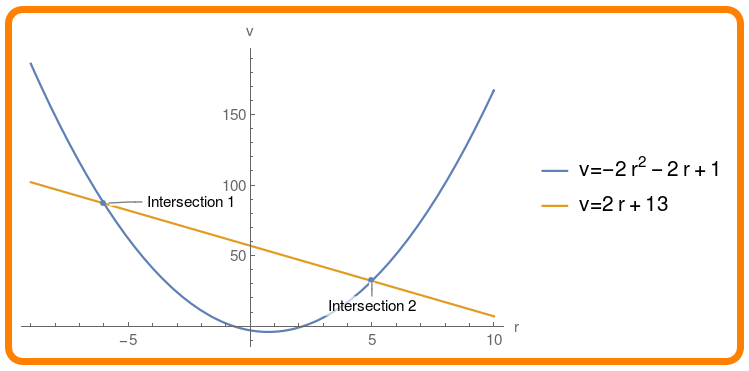 v
150
100
50
−5
5
10
r
Intersection 1
Intersection 2
v=−2 r² − 2 r + 1
v=2 r + 13